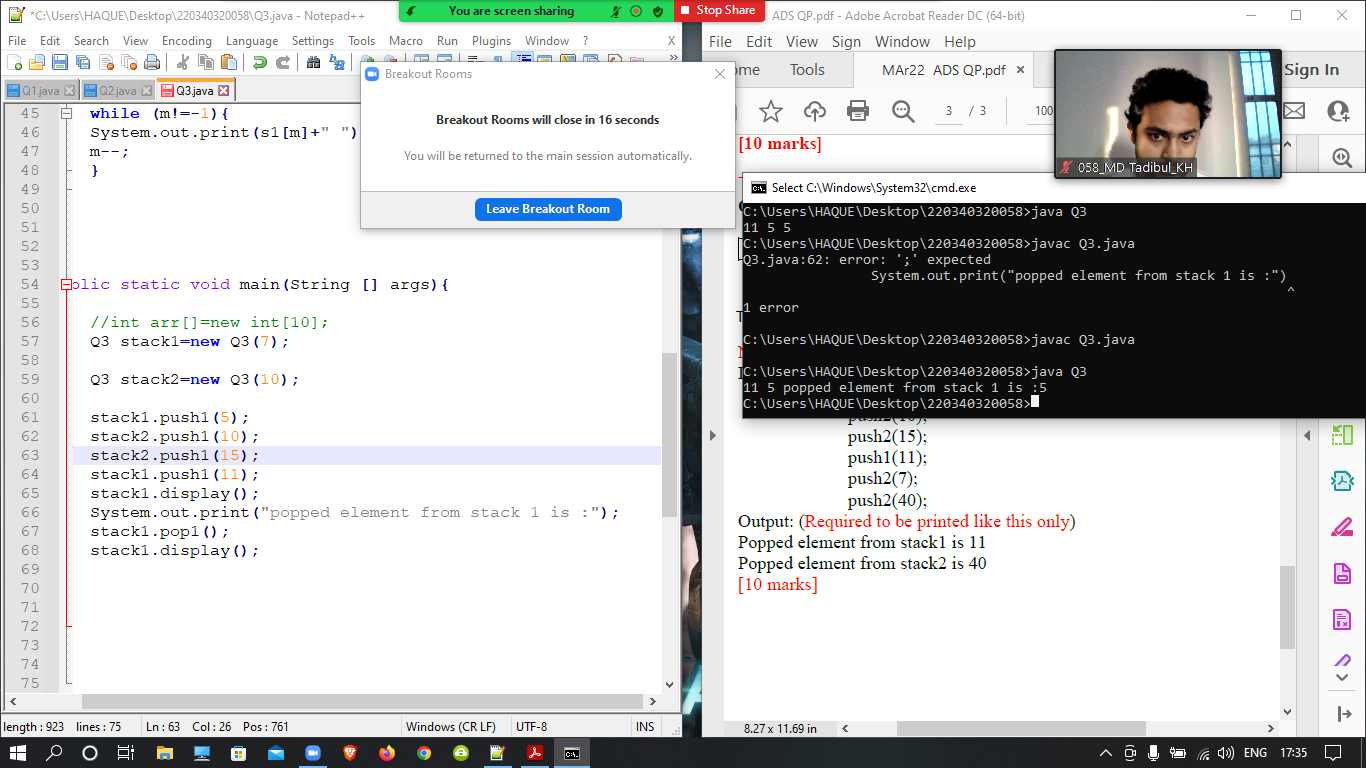 *C:\Users\HAQUE\Desktop\220340320058\Q3.java - Notepad++
File Edit Search View Encoding Language Settings Tools Macro Run Plugins Window ? X
Q1.java Q2.java Q3.java
45 while (m!=-1){
46 System.out.print(s1[m]+" ")
47 m--;
48 }
49
50
51
52
53
54 blic static void main(String [] args){
55
56 //int arr[]=new int[10];
57 Q3 stack1=new Q3(7);
58
59 Q3 stack2=new Q3(10);
60
61 stack1.push1(5);
62 stack2.push1(10);
63 stack2.push1(15);
64 stack1.push1(11);
65 stack1.display();
66 System.out.print("popped element from stack 1 is :");
67 stack1.pop1();
68 stack1.display();
69
70
71
72
73
74
75
length : 923 lines : 75 Ln : 63 Col : 26 Pos : 761 Windows (CR LF) UTF-8 INS
You are screen sharing Stop Share
Breakout Rooms
Breakout Rooms will close in 16 seconds
You will be returned to the main session automatically.
Leave Breakout Room
ADS QP.pdf - Adobe Acrobat Reader DC (64-bit)
File Edit View Sign Window Help
ome Tools MAr22 ADS QP.pdf Sign In
3 / 3 100
[10 marks]
058_MD Tadibul_KH
Select C:\Windows\System32\cmd.exe
C:\Users\HAQUE\Desktop\220340320058>java Q3
11 5 5
C:\Users\HAQUE\Desktop\220340320058>javac Q3.java
Q3.java:62: error: ';' expected
System.out.print("popped element from stack 1 is :")
^
1 error
C:\Users\HAQUE\Desktop\220340320058>javac Q3.java
C:\Users\HAQUE\Desktop\220340320058>java Q3
11 5 popped element from stack 1 is :5
C:\Users\HAQUE\Desktop\220340320058>
push2(15);
push1(11);
push2(7);
push2(40);
Output: (Required to be printed like this only)
Popped element from stack1 is 11
Popped element from stack2 is 40
[10 marks]
8.27 x 11.69 in
ENG 17:35